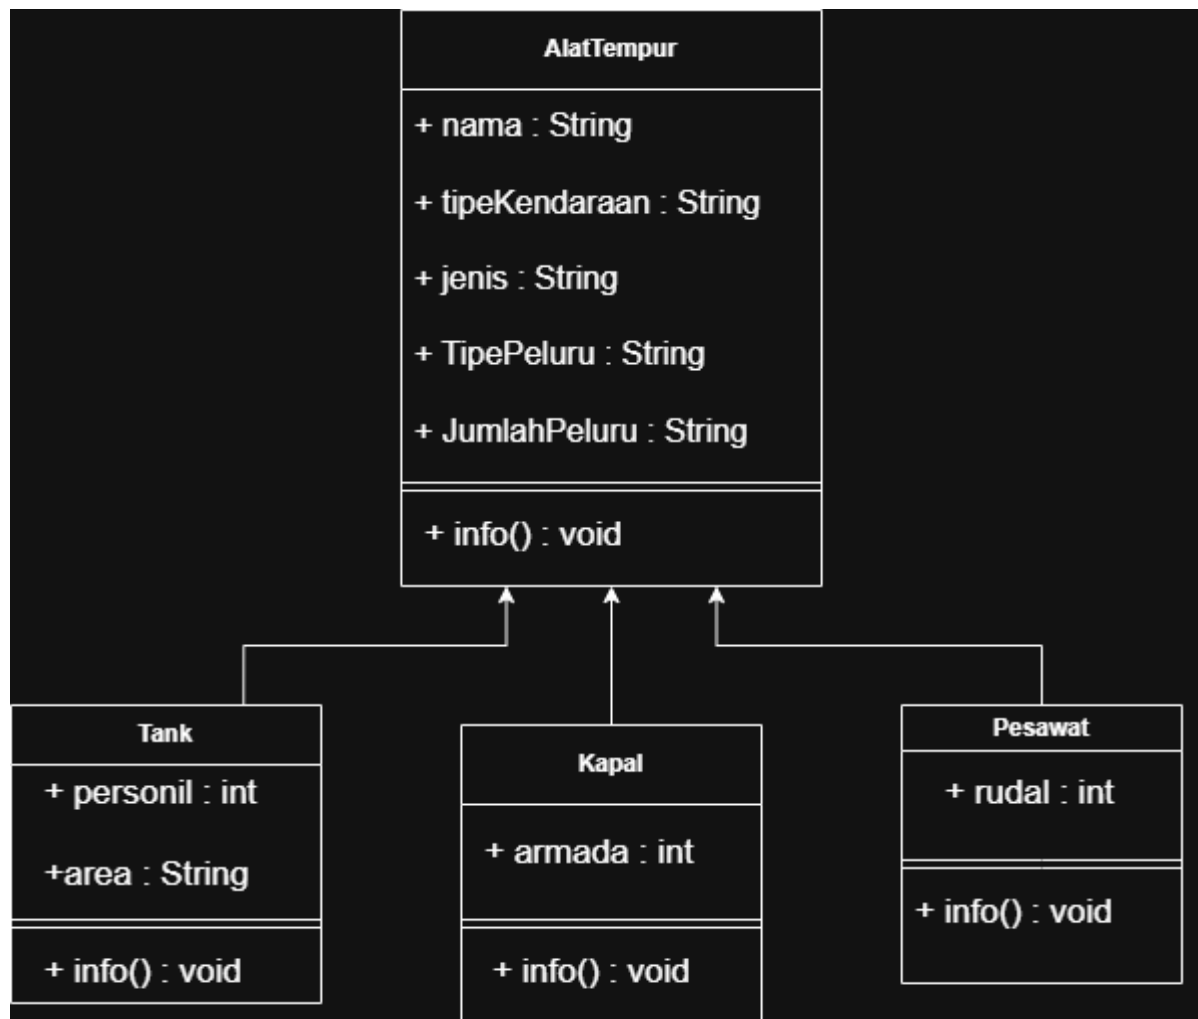 AlatTempur
+ nama : String
+ tipeKendaraan : String
+ jenis : String
+ TipePeluru : String
+ JumlahPeluru : String
+ info() : void
Tank
+ personil : int
+area : String
+ info() : void
Kapal
+ armada : int
+ info() : void
Pesawat
+ rudal : int
+ info() : void